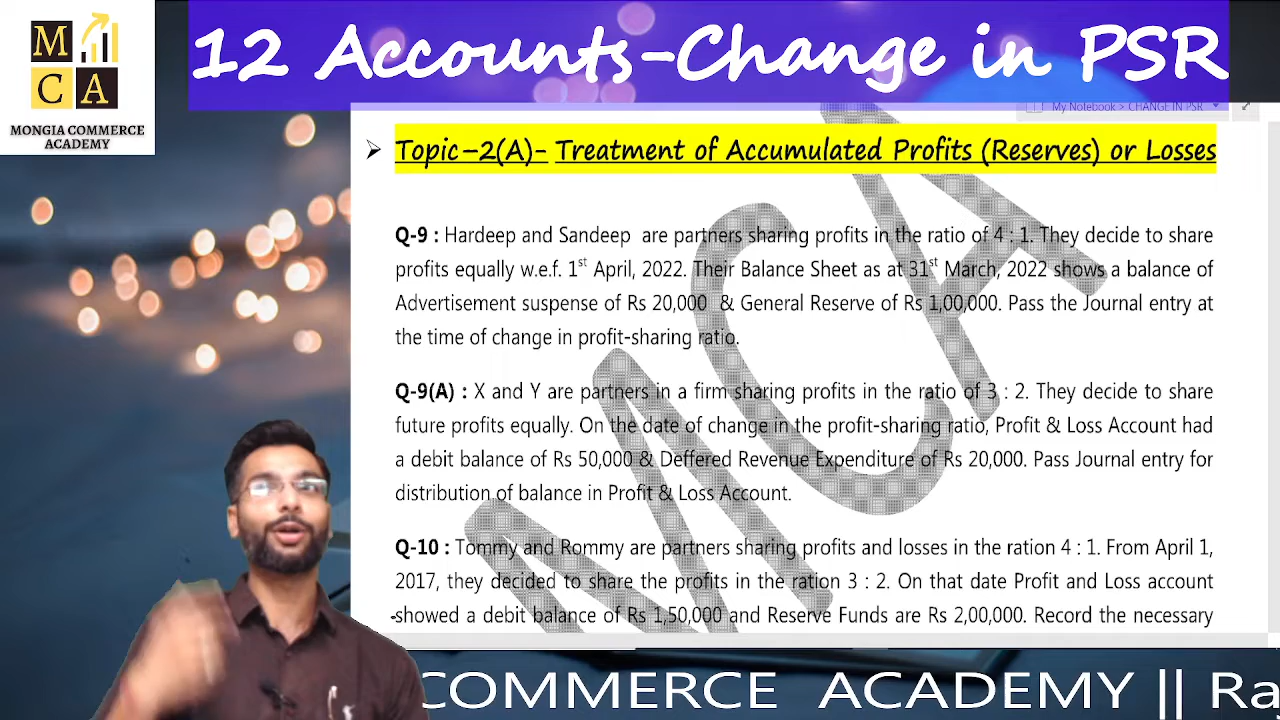 12 Accounts-Change in PSR
M
C A
MONGIA COMMERCE
ACADEMY
My Notebook > CHANGE IN PSR
➢ Topic–2(A)- Treatment of Accumulated Profits (Reserves) or Losses
Q-9 : Hardeep and Sandeep are partners sharing profits in the ratio of 4 : 1. They decide to share
profits equally w.e.f. 1st April, 2022. Their Balance Sheet as at 31st March, 2022 shows a balance of
Advertisement suspense of Rs 20,000 & General Reserve of Rs 1,00,000. Pass the Journal entry at
the time of change in profit-sharing ratio.
Q-9(A) : X and Y are partners in a firm sharing profits in the ratio of 3 : 2. They decide to share
future profits equally. On the date of change in the profit-sharing ratio, Profit & Loss Account had
a debit balance of Rs 50,000 & Deffered Revenue Expenditure of Rs 20,000. Pass Journal entry for
distribution of balance in Profit & Loss Account.
Q-10 : Tommy and Rommy are partners sharing profits and losses in the ration 4 : 1. From April 1,
2017, they decided to share the profits in the ration 3 : 2. On that date Profit and Loss account
showed a debit balance of Rs 1,50,000 and Reserve Funds are Rs 2,00,000. Record the necessary
MCA
COMMERCE ACADEMY || Ra